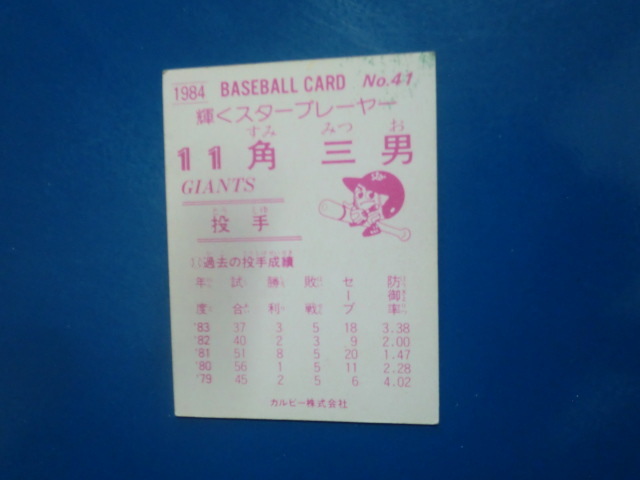 1984 BASEBALL CARD No.41
輝くスタープレーヤー
すみ みつ お
11 角 三 男
GIANTS
投 手
過去の投手成績
年度 試合 勝利 敗戦 セーブ 防御率
'83 37 3 5 18 3.38
'82 40 2 3 9 2.00
'81 51 8 5 20 1.47
'80 56 1 5 11 2.28
'79 45 2 5 6 4.02
カルビー株式会社